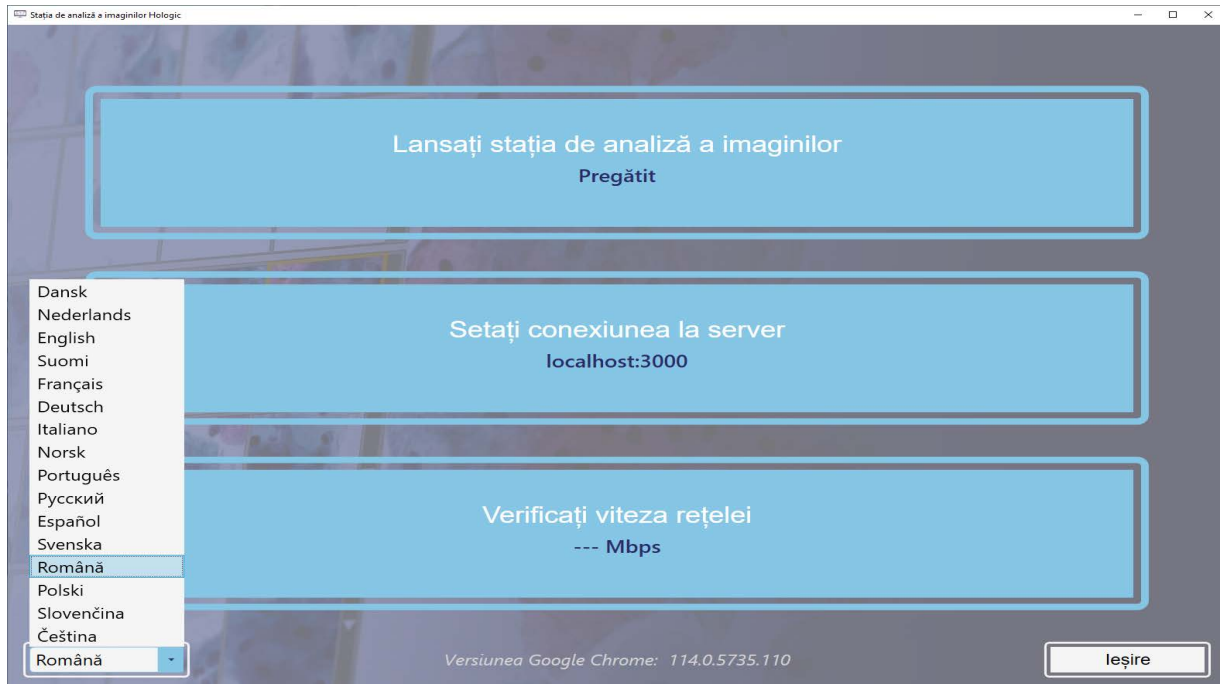 Stația de analiză a imaginilor Hologic
Lansați stația de analiză a imaginilor
Pregătit
Setați conexiunea la server
localhost:3000
Verificați viteza rețelei
--- Mbps
Dansk
Nederlands
English
Suomi
Français
Deutsch
Italiano
Norsk
Português
Русский
Español
Svenska
Română
Polski
Slovenčina
Čeština
Română
Versiunea Google Chrome: 114.0.5735.110
Ieșire